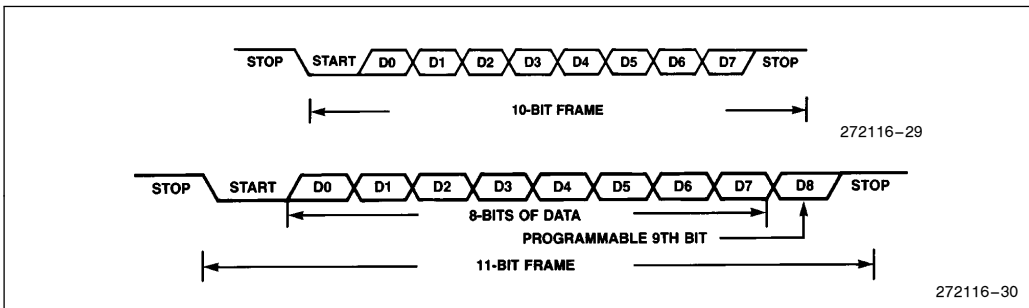 STOP START D0 D1 D2 D3 D4 D5 D6 D7 STOP
10-BIT FRAME
272116-29
STOP START D0 D1 D2 D3 D4 D5 D6 D7 D8 STOP
8-BITS OF DATA
PROGRAMMABLE 9TH BIT
11-BIT FRAME
272116-30